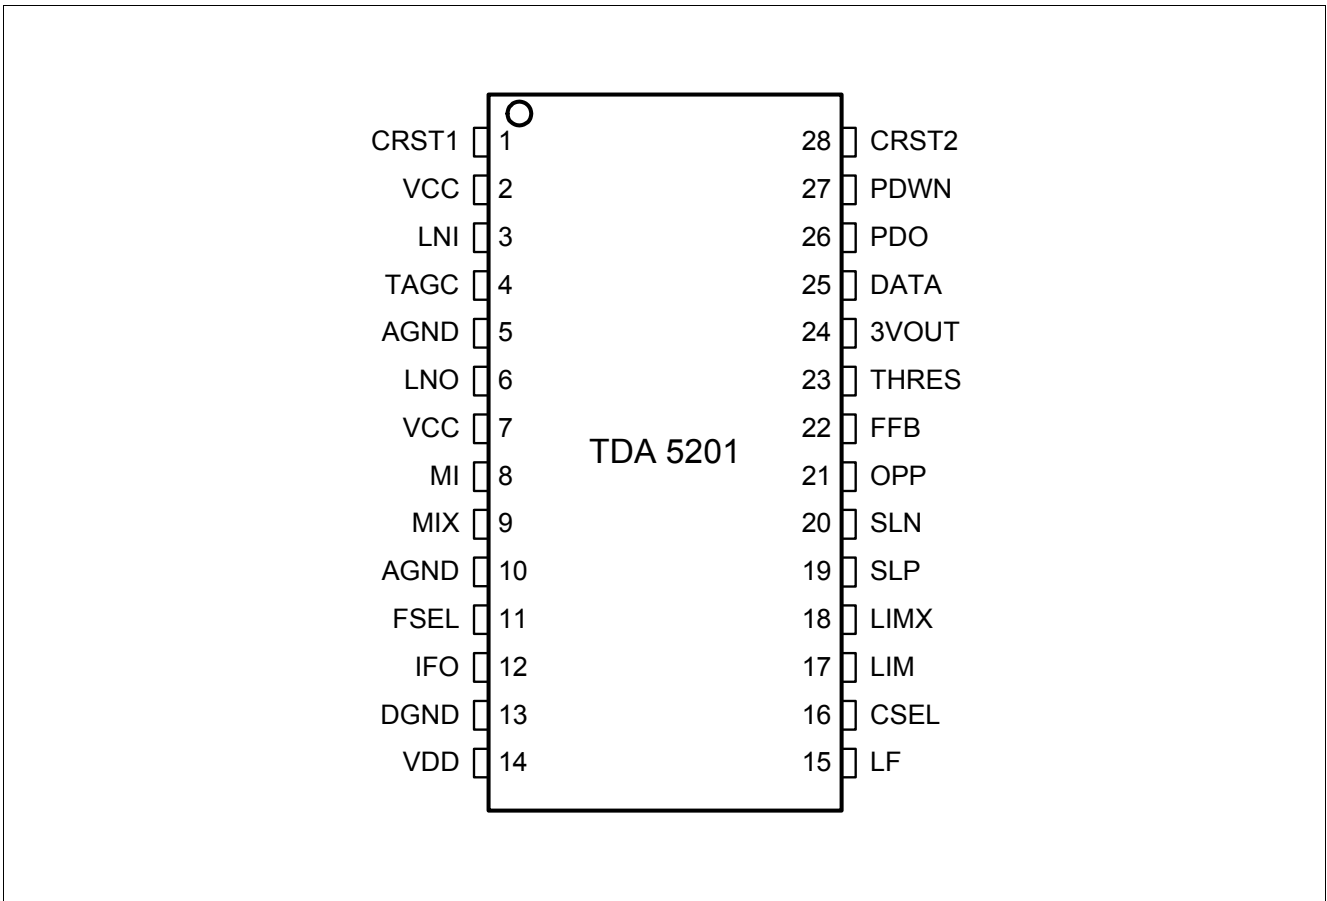 CRST1 1 28 CRST2
VCC 2 27 PDWN
LNI 3 26 PDO
TAGC 4 25 DATA
AGND 5 24 3VOUT
LNO 6 23 THRES
VCC 7 22 FFB
TDA 5201
MI 8 21 OPP
MIX 9 20 SLN
AGND 10 19 SLP
FSEL 11 18 LIMX
IFO 12 17 LIM
DGND 13 16 CSEL
VDD 14 15 LF